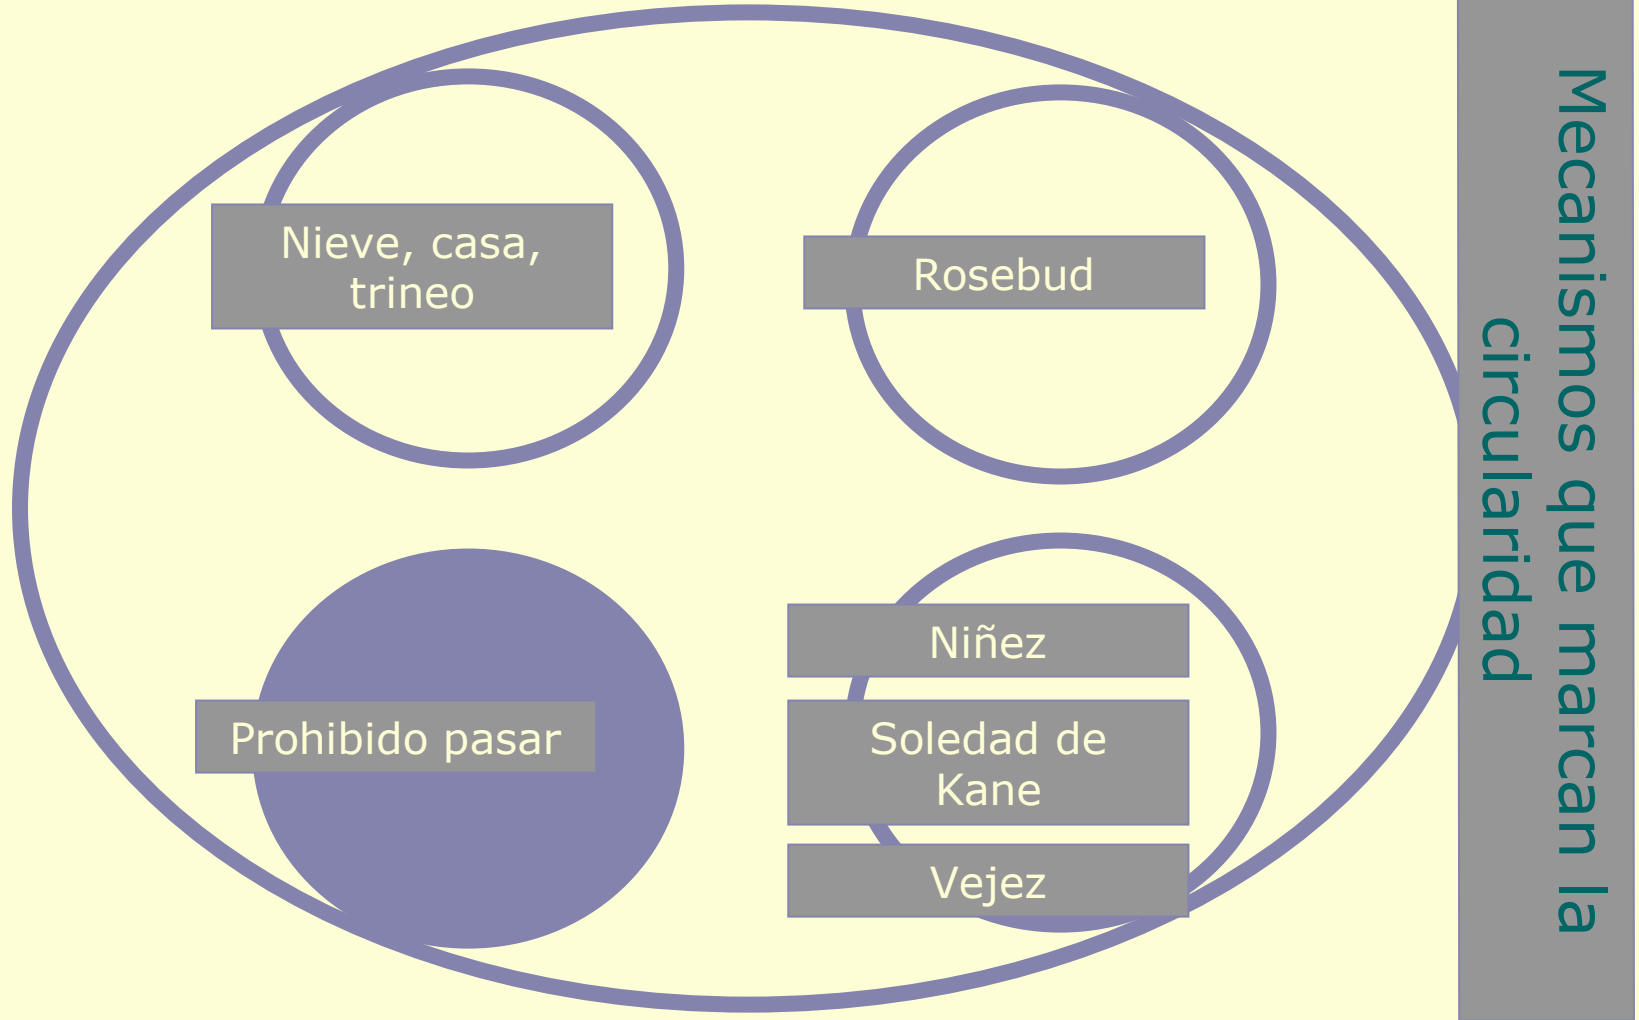 Mecanismos que marcan la
circularidad
Nieve, casa,
trineo
Rosebud
Prohibido pasar
Niñez
Soledad de
Kane
Vejez